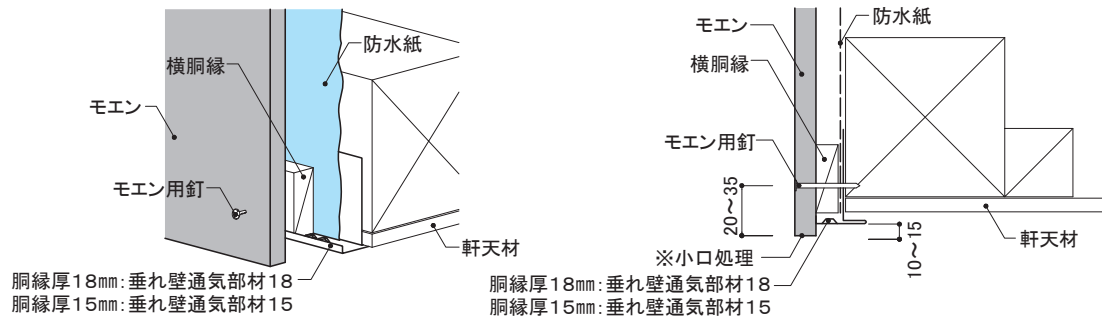 防水紙
横胴縁
モエン
モエン用釘
軒天材
胴縁厚18mm:垂れ壁通気部材18
胴縁厚15mm:垂れ壁通気部材15
モエン
防水紙
横胴縁
モエン用釘
20～35
※小口処理
10～15
軒天材
胴縁厚18mm:垂れ壁通気部材18
胴縁厚15mm:垂れ壁通気部材15